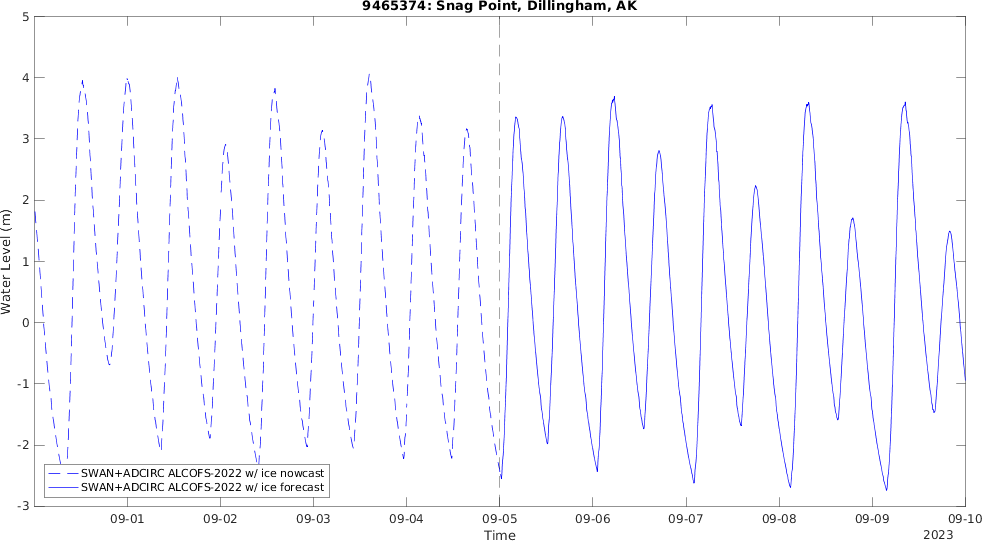 9465374: Snag Point, Dillingham, AK
Water Level (m)
5
4
3
2
1
0
-1
-2
-3
SWAN+ADCIRC ALCOFS-2022 w/ ice nowcast
SWAN+ADCIRC ALCOFS-2022 w/ ice forecast
09-01 09-02 09-03 09-04 09-05 09-06 09-07 09-08 09-09 09-10
Time
2023